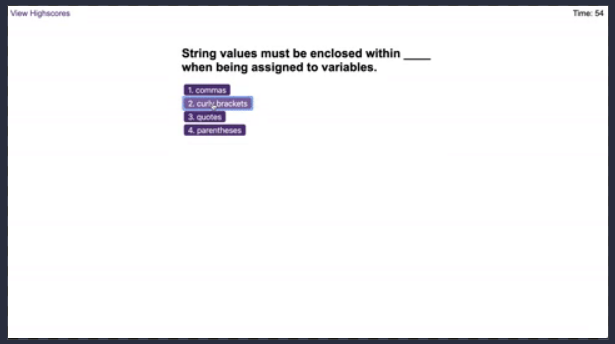 View Highscores
Time: 54
String values must be enclosed within ____
when being assigned to variables.
1. commas
2. curly brackets
3. quotes
4. parentheses